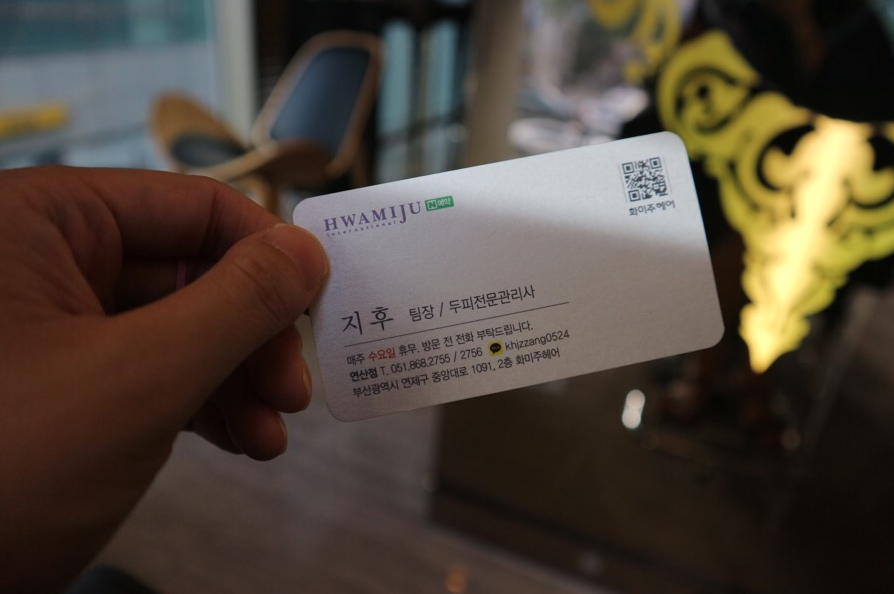 HWAMIJU N예약
international
화미주헤어
지후 팀장 / 두피전문관리사
매주 수요일 휴무. 방문 전 전화 부탁드립니다.
연산점 T. 051.868.2755 / 2756 khjzzang0524
부산광역시 연제구 중앙대로 1091, 2층 화미주헤어